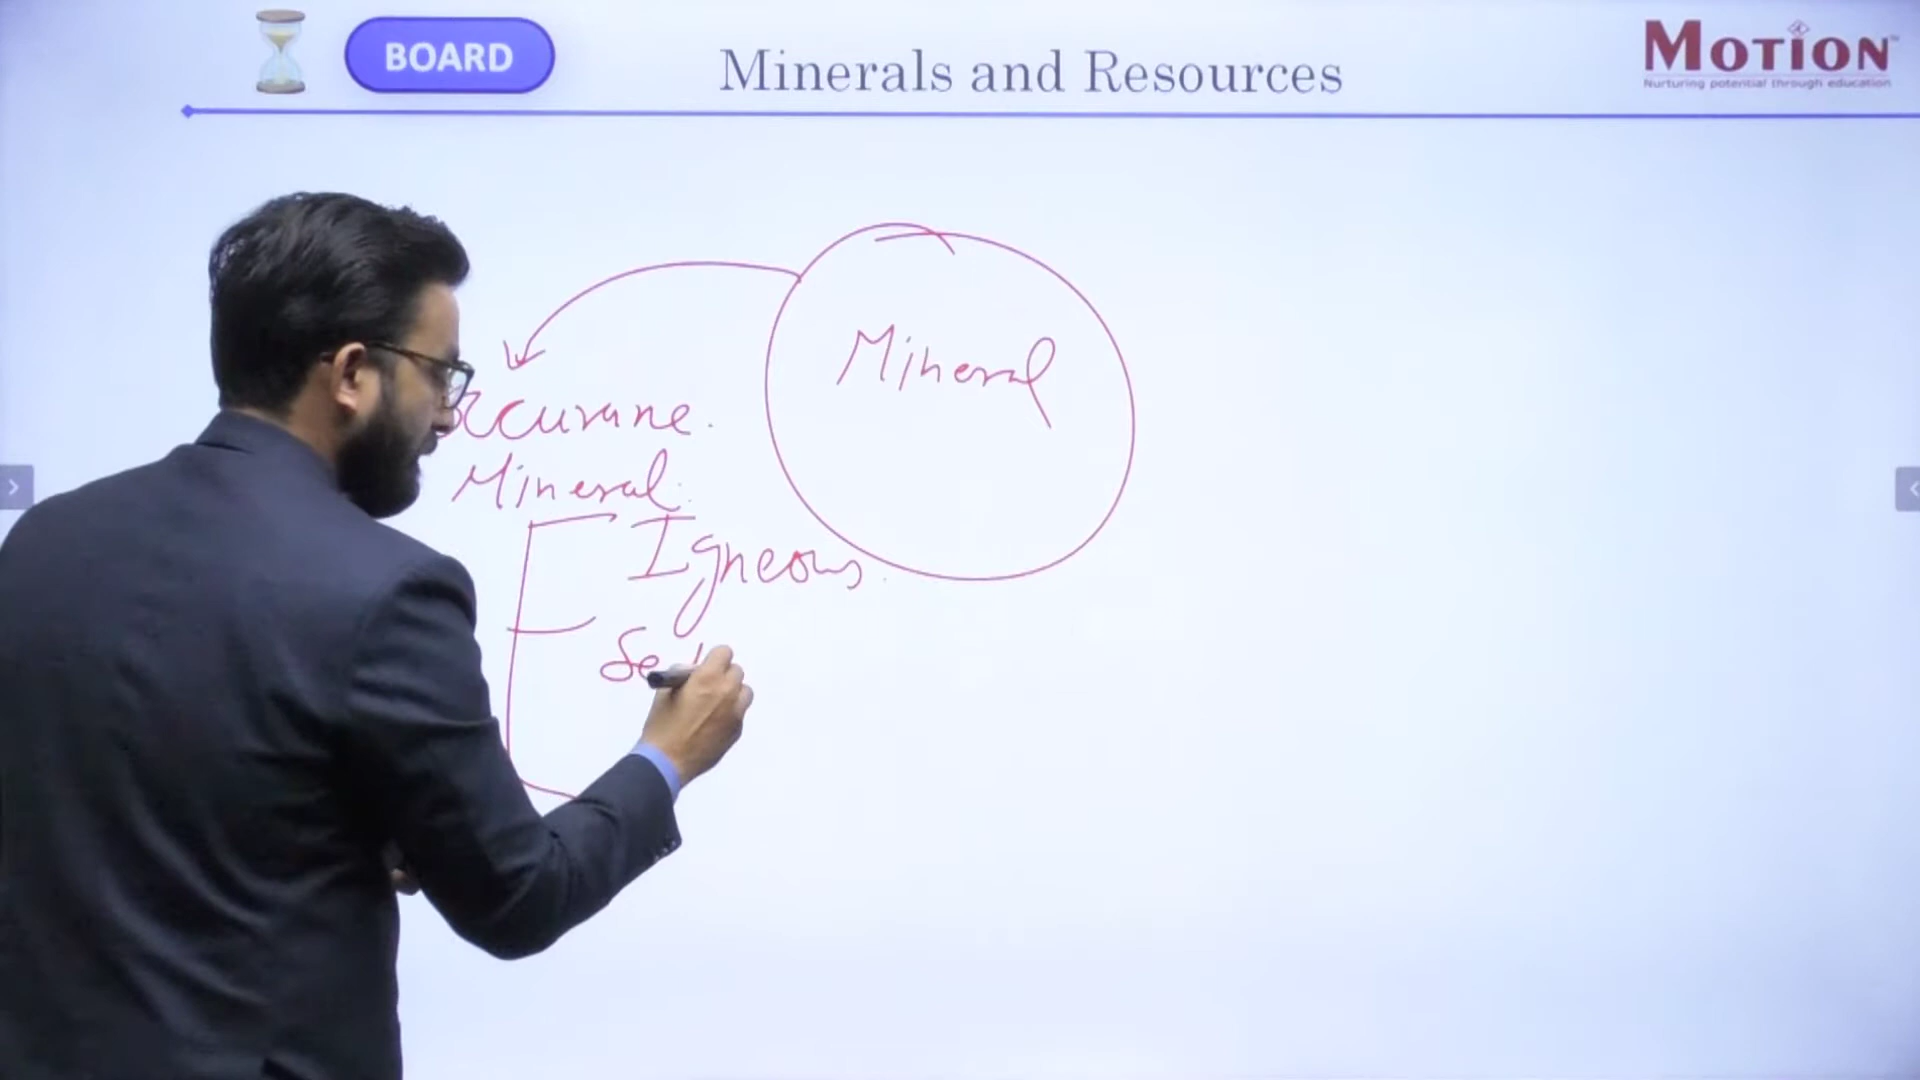 BOARD
Minerals and Resources
MOTION
Nurturing potential through education
Mineral
Mineral
Igneous